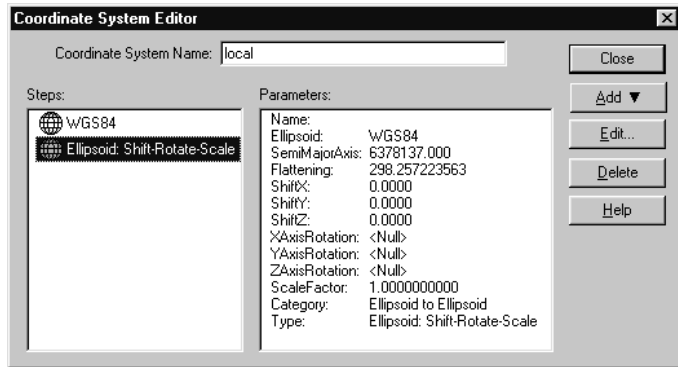 Coordinate System Editor
Coordinate System Name: local
Close
Steps:
Parameters:
Add ▼
WGS84
Ellipsoid: Shift-Rotate-Scale
Name:
Ellipsoid: WGS84
SemiMajorAxis: 6378137.000
Flattening: 298.257223563
ShiftX: 0.0000
ShiftY: 0.0000
ShiftZ: 0.0000
XAxisRotation: <Null>
YAxisRotation: <Null>
ZAxisRotation: <Null>
ScaleFactor: 1.0000000000
Category: Ellipsoid to Ellipsoid
Type: Ellipsoid: Shift-Rotate-Scale
Edit...
Delete
Help